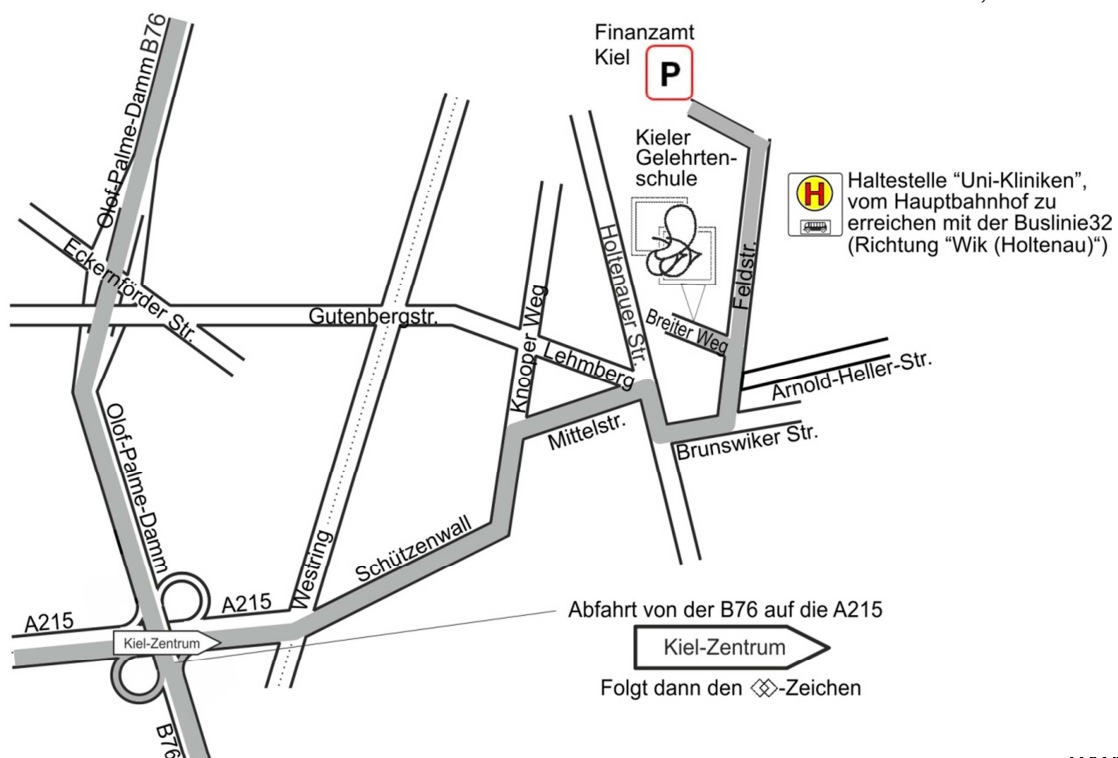 Olof-Palme-Damm B76
Finanzamt
Kiel
P
Kieler
Gelehrten-
schule
H
Haltestelle “Uni-Kliniken”,
vom Hauptbahnhof zu
erreichen mit der Buslinie32
(Richtung “Wik (Holtenau)“)
Eckernförder Str.
Gutenbergstr.
Knooper Weg
Lehmberg
Holtenauer Str.
Breiter Weg
Feldstr.
Arnold-Heller-Str.
Mittelstr.
Brunswiker Str.
Olof-Palme-Damm
Schützenwall
Westring
A215
A215
Kiel-Zentrum
B76
Abfahrt von der B76 auf die A215
Kiel-Zentrum
Folgt dann den -Zeichen